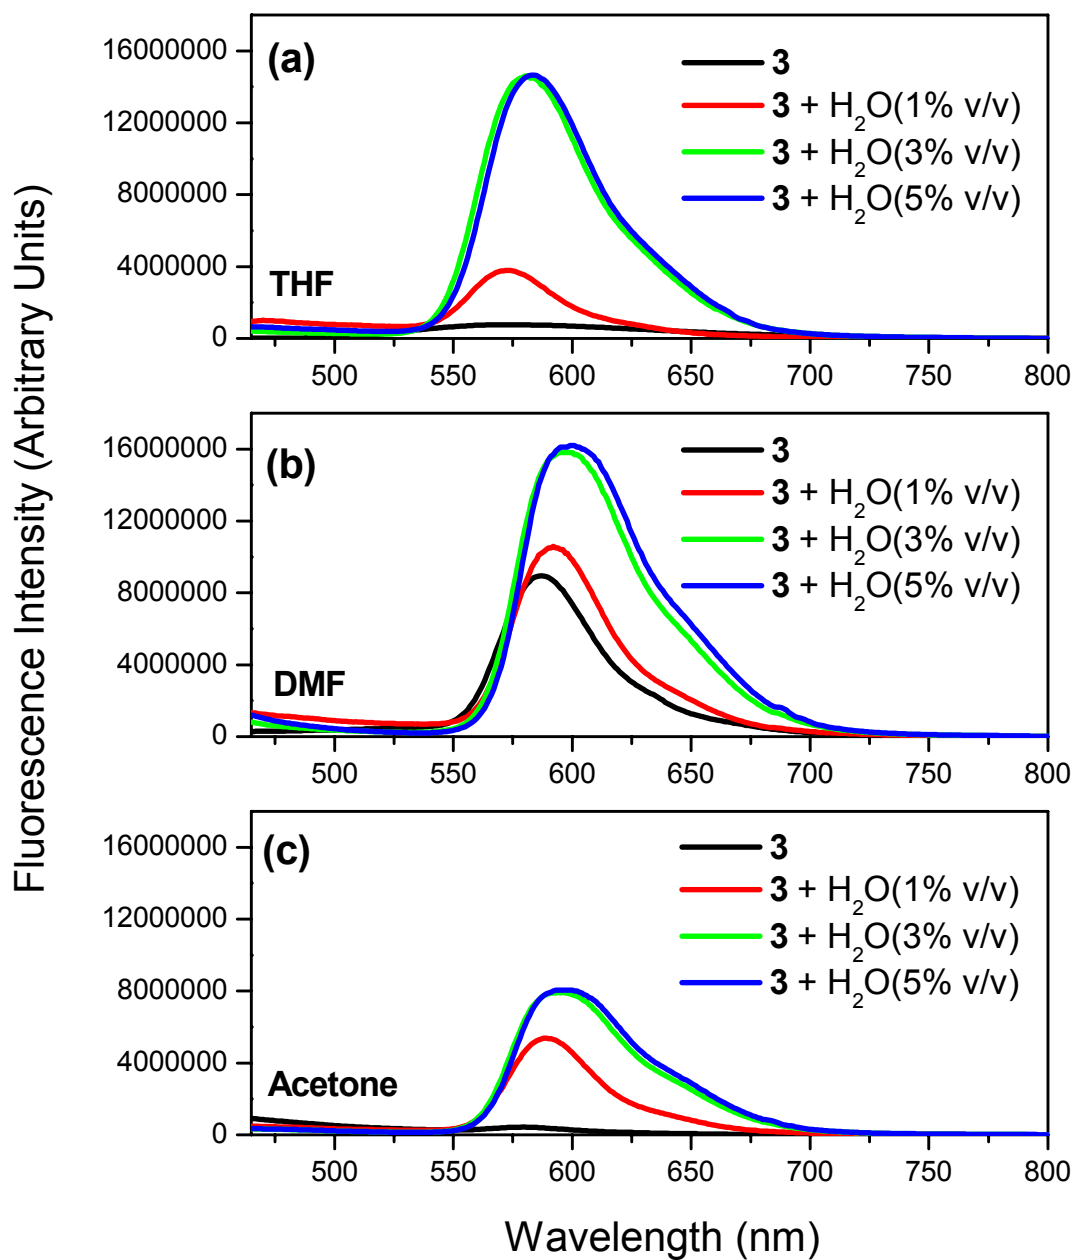 Fluorescence Intensity (Arbitrary Units)
(a)
16000000
12000000
8000000
4000000
0
3
3 + H₂O(1% v/v)
3 + H₂O(3% v/v)
3 + H₂O(5% v/v)
THF
500 550 600 650 700 750 800
(b)
16000000
12000000
8000000
4000000
0
3
3 + H₂O(1% v/v)
3 + H₂O(3% v/v)
3 + H₂O(5% v/v)
DMF
500 550 600 650 700 750 800
(c)
16000000
12000000
8000000
4000000
0
3
3 + H₂O(1% v/v)
3 + H₂O(3% v/v)
3 + H₂O(5% v/v)
Acetone
500 550 600 650 700 750 800
Wavelength (nm)